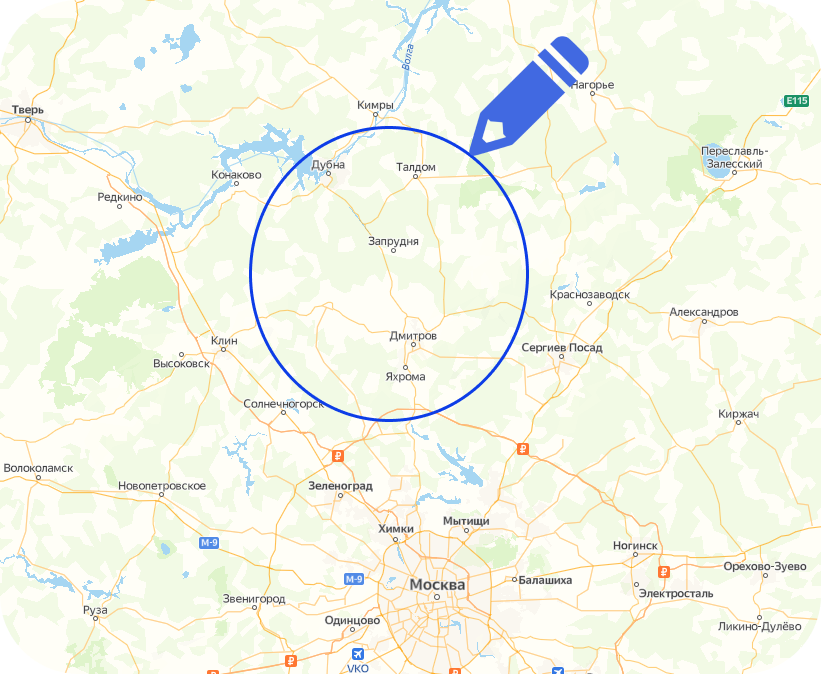 Волга
Нагорье
Кимры
E115
Тверь
Переславль-
Залесский
Дубна
Талдом
Конаково
Редкино
Запрудня
Краснозаводск
Александров
Дмитров
Клин
Сергиев Посад
Высоковск
Яхрома
Солнечногорск
Киржач
₽
₽
Волоколамск
Новопетровское
Зеленоград
Химки
Мытищи
М-9
Ногинск
Орехово-Зуево
₽
М-9
Москва
Балашиха
Электросталь
Звенигород
Руза
Одинцово
Ликино-Дулёво
₽
VKO
₽
₽